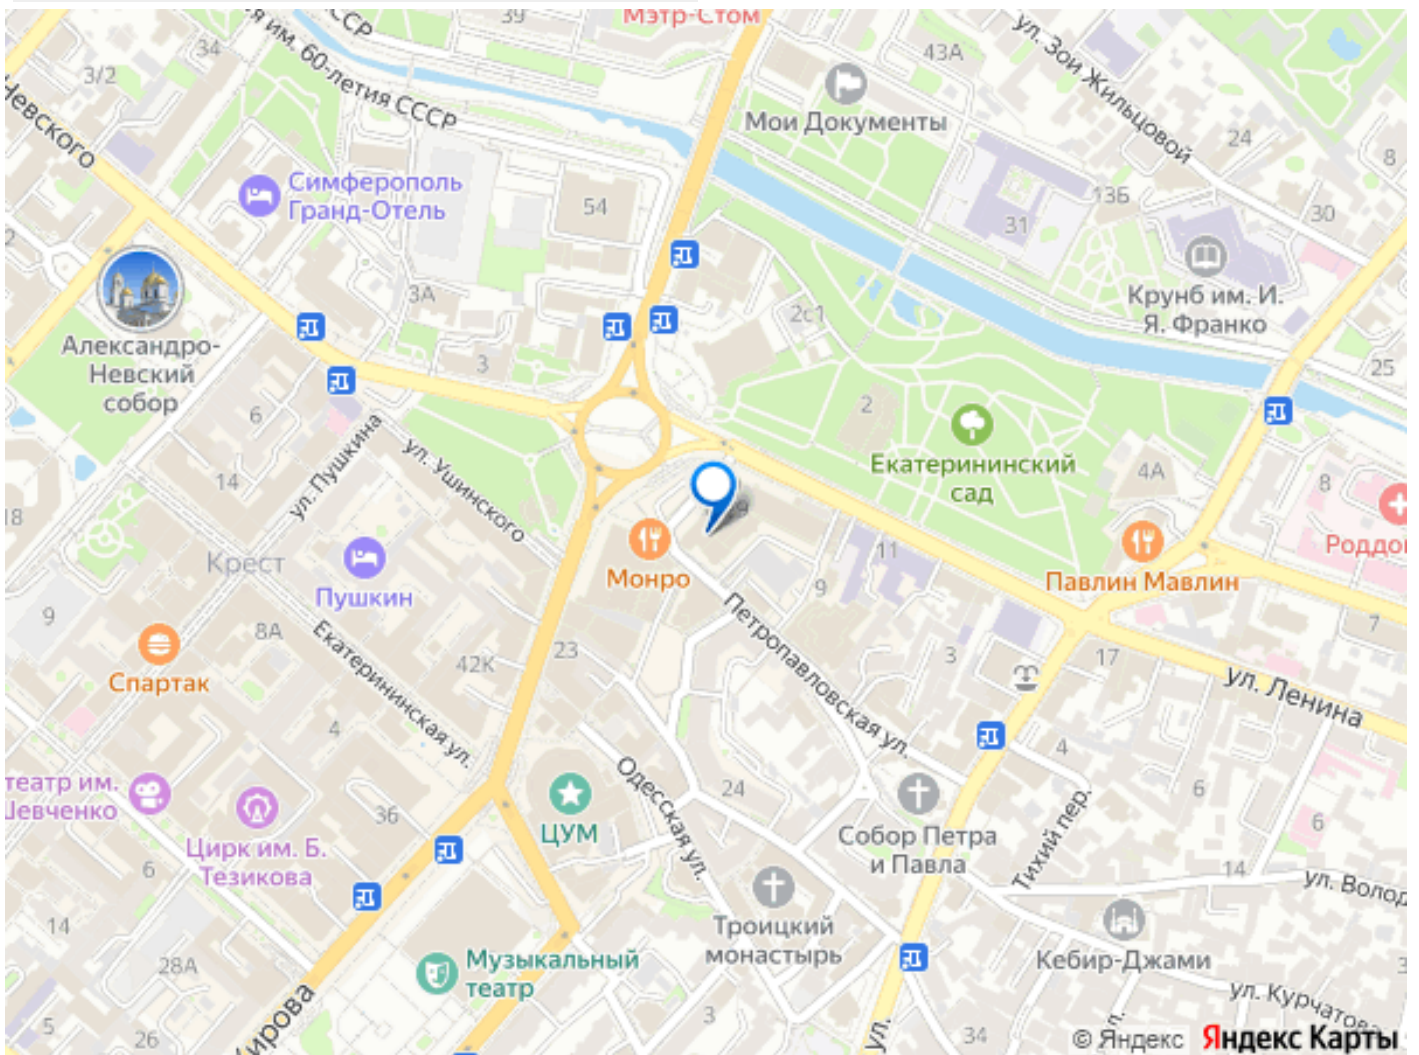 39
Мэтр-Стом
СССР
34
я им. 60-летия СССР
3/2
Невского
43А
ул. Зои Жильцовой
Мои Документы
24
8
Симферополь
Гранд-Отель
54
13Б
30
31
2
3А
2с1
Крунб им. И.
Я. Франко
Александро-
Невский
собор
3
25
6
2
ул. Пушкина
ул. Ушинского
Екатерининский
сад
4А
14
8
18
Крест
Монро
11
Роддо
Павлин Мавлин
Пушкин
9
9
Петропавловская ул.
8А
7
Екатерининская ул.
Спартак
42К
23
3
17
ул. Ленина
4
4
театр им.
Шевченко
36
Цирк им. Б.
Тезикова
ЦУМ
Одесская ул.
24
Собор Петра
и Павла
Тихий пер.
6
6
6
14
ул. Волод
14
Троицкий
монастырь
Кебир-Джами
28А
Музыкальный
театр
ул. Курчатова
Кирова
5
26
3
ул.
34
© Яндекс Яндекс Карты